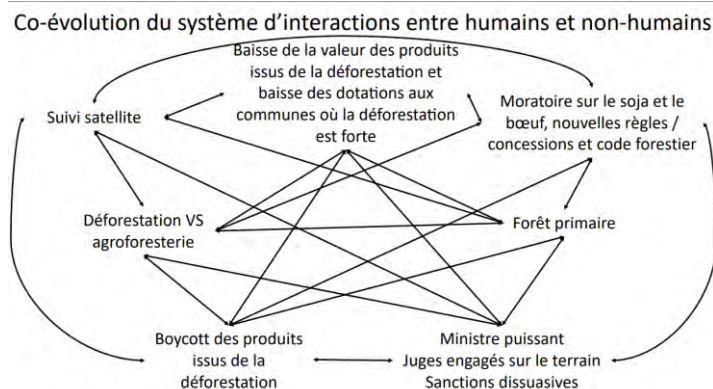 Co-évolution du système d'interactions entre humains et non-humains
Baisse de la valeur des produits
issus de la déforestation et
baisse des dotations aux
communes où la déforestation
est forte
Suivi satellite
Moratoire sur le soja et le
bœuf, nouvelles règles /
concessions et code forestier
Déforestation VS
agroforesterie
Forêt primaire
Boycott des produits
issus de la
déforestation
Ministre puissant
Juges engagés sur le terrain
Sanctions dissuasives